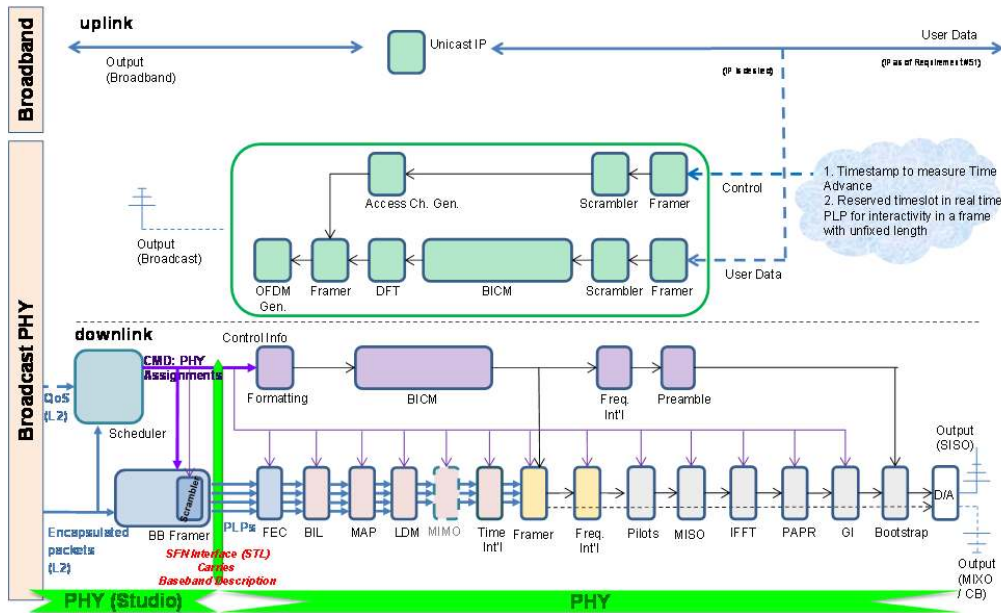 Broadband
uplink
Output
(Broadband)
Unicast IP
User Data
(IP is desired)
(IP as of Requirement#51)
Broadcast PHY
Output
(Broadcast)
Access Ch. Gen.
Scrambler
Framer
Control
1. Timestamp to measure Time
Advance
2. Reserved timeslot in real time
PLP for interactivity in a frame
with unfixed length
OFDM
Gen.
Framer
DFT
BICM
Scrambler
Framer
User Data
downlink
Control Info
CMD: PHY
Assignments
QoS
(L2)
Scheduler
Formatting
BICM
Freq.
Int'l
Preamble
Output
(SISO)
Scrambler
D/A
Encapsulated
packets
(L2)
BB Framer
PLPs
FEC
BIL
MAP
LDM
MIMO
Time
Int'l
Framer
Freq.
Int'l
Pilots
MISO
IFFT
PAPR
GI
Bootstrap
SFN Interface (STL)
Carries
Baseband Description
Output
(MIXO
/ CB)
PHY (Studio)
PHY